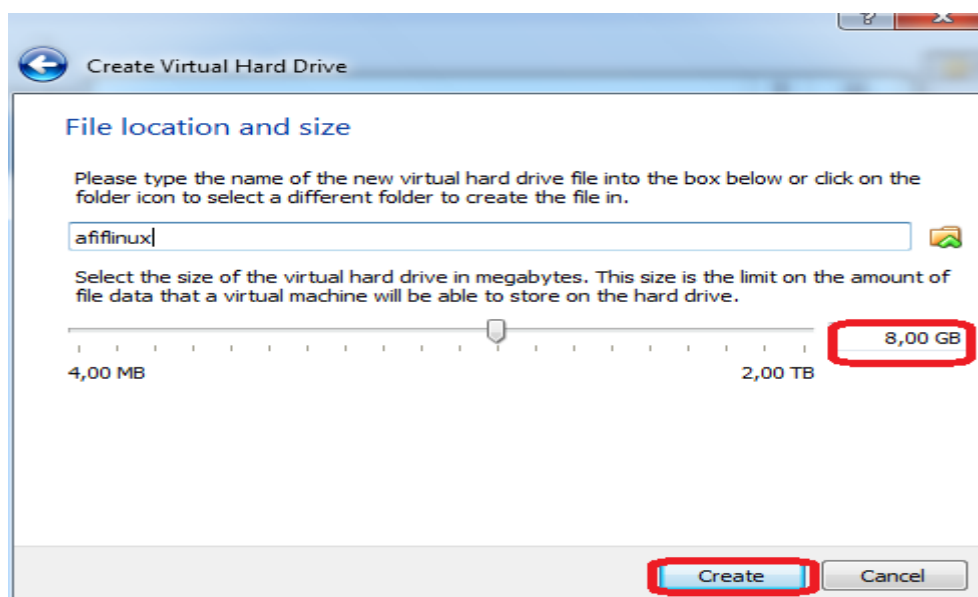 Create Virtual Hard Drive
File location and size
Please type the name of the new virtual hard drive file into the box below or click on the
folder icon to select a different folder to create the file in.
afiflinux
Select the size of the virtual hard drive in megabytes. This size is the limit on the amount of
file data that a virtual machine will be able to store on the hard drive.
8,00 GB
4,00 MB 2,00 TB
Create Cancel